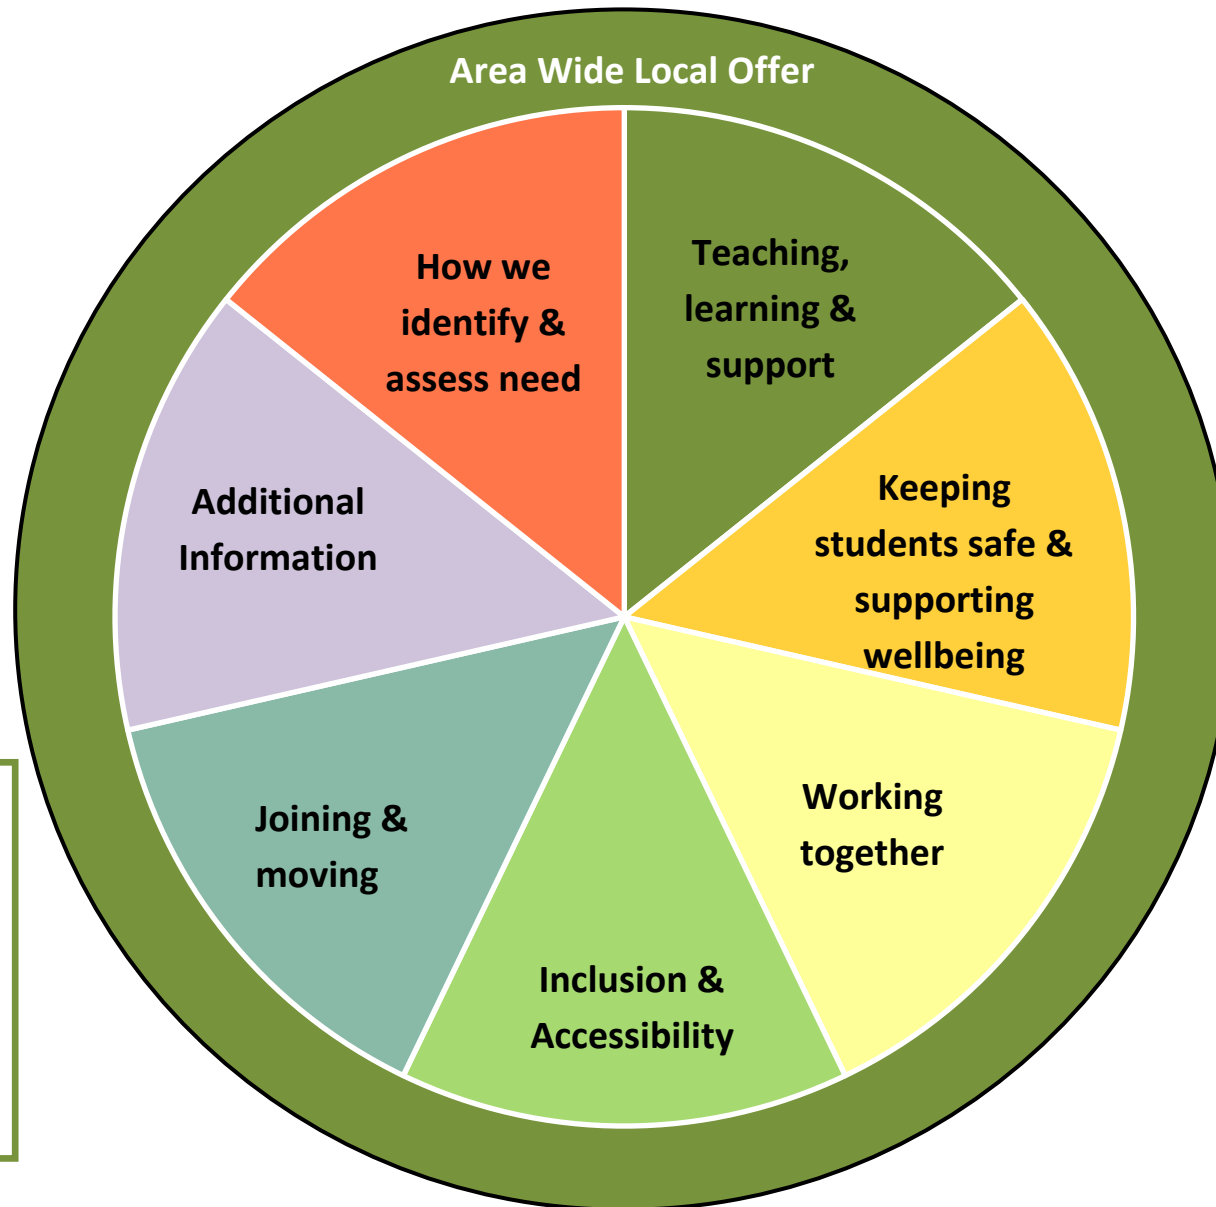 Area Wide Local Offer
How we
identify &
assess need
Teaching,
learning &
support
Keeping
students safe &
supporting
wellbeing
Working
together
Inclusion &
Accessibility
Joining &
moving
Additional
Information